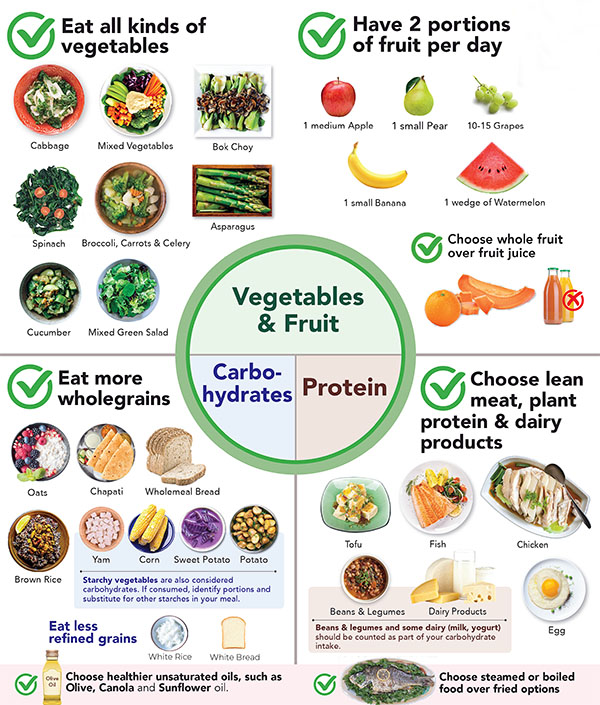 Eat all kinds of
vegetables
Cabbage
Mixed Vegetables
Bok Choy
Spinach
Broccoli, Carrots & Celery
Asparagus
Cucumber
Mixed Green Salad
Have 2 portions
of fruit per day
1 medium Apple
1 small Pear
10-15 Grapes
1 small Banana
1 wedge of Watermelon
Choose whole fruit
over fruit juice
Vegetables
& Fruit
Carbo-
hydrates
Protein
Eat more
wholegrains
Oats
Chapati
Wholemeal Bread
Brown Rice
Yam
Corn
Sweet Potato
Potato
Starchy vegetables are also considered
carbohydrates. If consumed, identify portions and
substitute for other starches in your meal.
Eat less
refined grains
White Rice
White Bread
Choose lean
meat, plant
protein & dairy
products
Tofu
Fish
Chicken
Beans & Legumes
Dairy Products
Egg
Beans & legumes and some dairy (milk, yogurt)
should be counted as part of your carbohydrate
intake.
Olive
Oil
Choose healthier unsaturated oils, such as
Olive, Canola and Sunflower oil.
Choose steamed or boiled
food over fried options